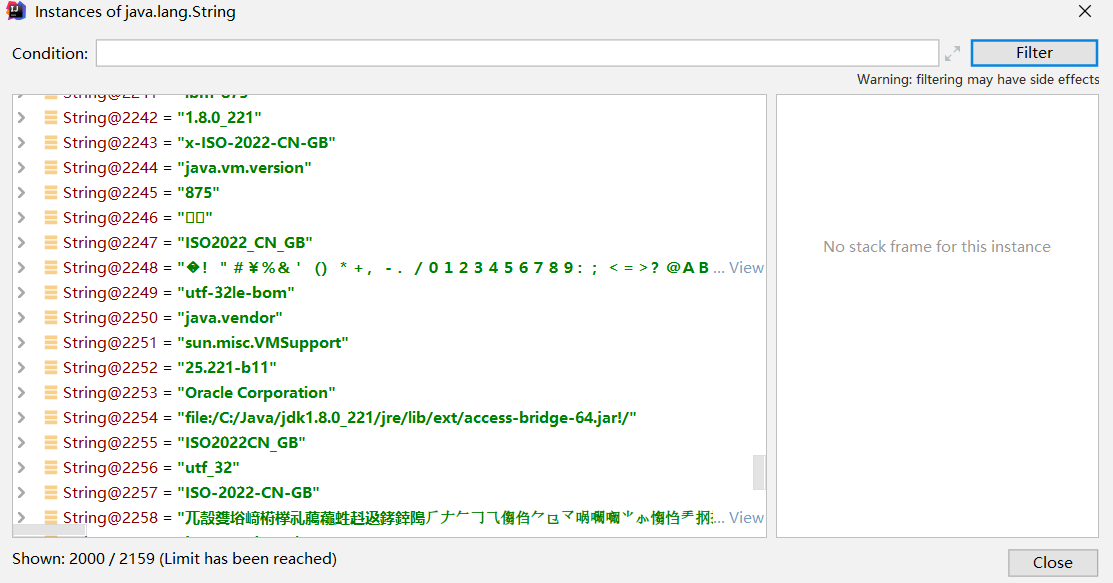 Instances of java.lang.String
Condition:
Filter
Warning: filtering may have side effects
String@2242 = "1.8.0_221"
String@2243 = "x-ISO-2022-CN-GB"
String@2244 = "java.vm.version"
String@2245 = "875"
String@2246 = "▯▯"
String@2247 = "ISO2022_CN_GB"
String@2248 = "�! "#¥%&' () *+, -. /0123456789:; <=>?@AB ... View
String@2249 = "utf-32le-bom"
String@2250 = "java.vendor"
String@2251 = "sun.misc.VMSupport"
String@2252 = "25.221-b11"
String@2253 = "Oracle Corporation"
String@2254 = "file:/C:/Java/jdk1.8.0_221/jre/lib/ext/access-bridge-64.jar!/"
String@2255 = "ISO2022CN_GB"
String@2256 = "utf_32"
String@2257 = "ISO-2022-CN-GB"
String@2258 = " ... View
No stack frame for this instance
Shown: 2000 / 2159 (Limit has been reached)
Close